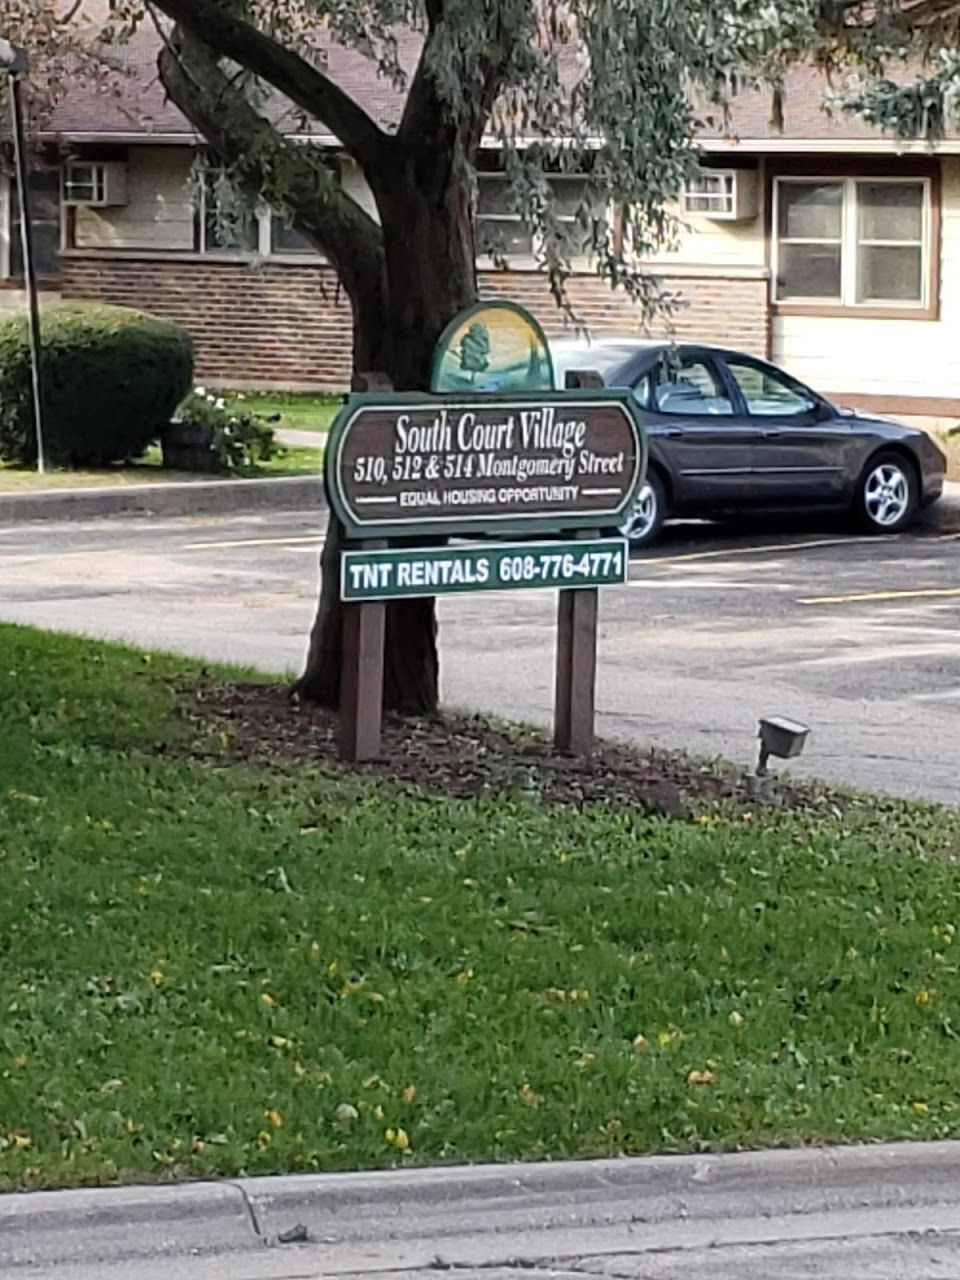 South Court Village
510, 512 & 514 Montgomery Street
EQUAL HOUSING OPPORTUNITY
TNT RENTALS 608-776-4771